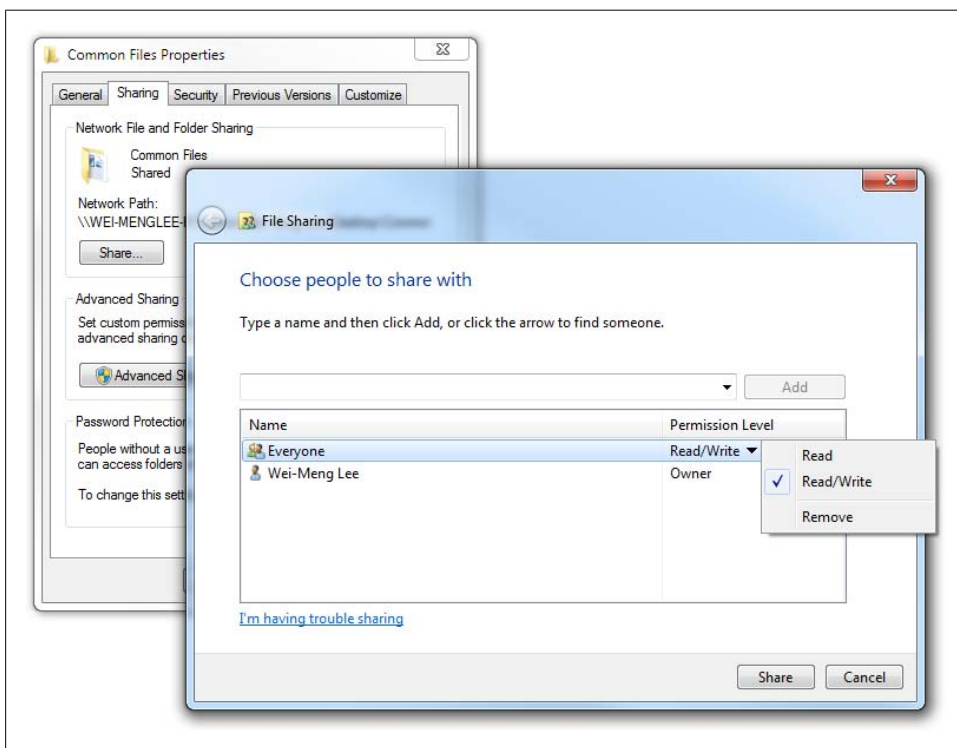 Common Files Properties
General Sharing Security Previous Versions Customize
Network File and Folder Sharing
Common Files
Shared
Network Path:
\\WEI-MENGLEE-
Share...
Advanced Sharing
Set custom
advanced sharing
Advanced
Password
People without a
can access folders
To change this
File Sharing
Choose people to share with
Type a name and then click Add, or click the arrow to find someone.
Add
Name Permission Level
Everyone Read/Write
Wei-Meng Lee Owner
Read
Read/Write
Remove
I'm having trouble sharing
Share Cancel